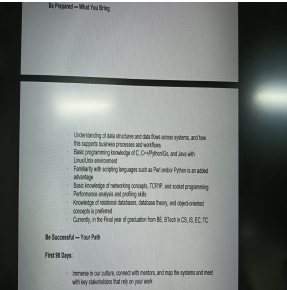 Be Prepared — What You Bring
Understanding of data structures and data flows across systems, and how
this supports business processes and workflows
Basic programming knowledge of C, C++/Python/Go, and Java with
Linux/Unix environment
Familiarity with scripting languages such as Perl and/or Python is an added
advantage
Basic knowledge of networking concepts, TCP/IP, and socket programming
Performance analysis and profiling skills
Knowledge of relational databases, database theory, and object-oriented
concepts is preferred
Currently, in the Final year of graduation from BE, BTech in CS, IS, EC, TC
Be Successful — Your Path
First 90 Days:
Immerse in our culture, connect with mentors, and map the systems and meet
with key stakeholders that rely on your work